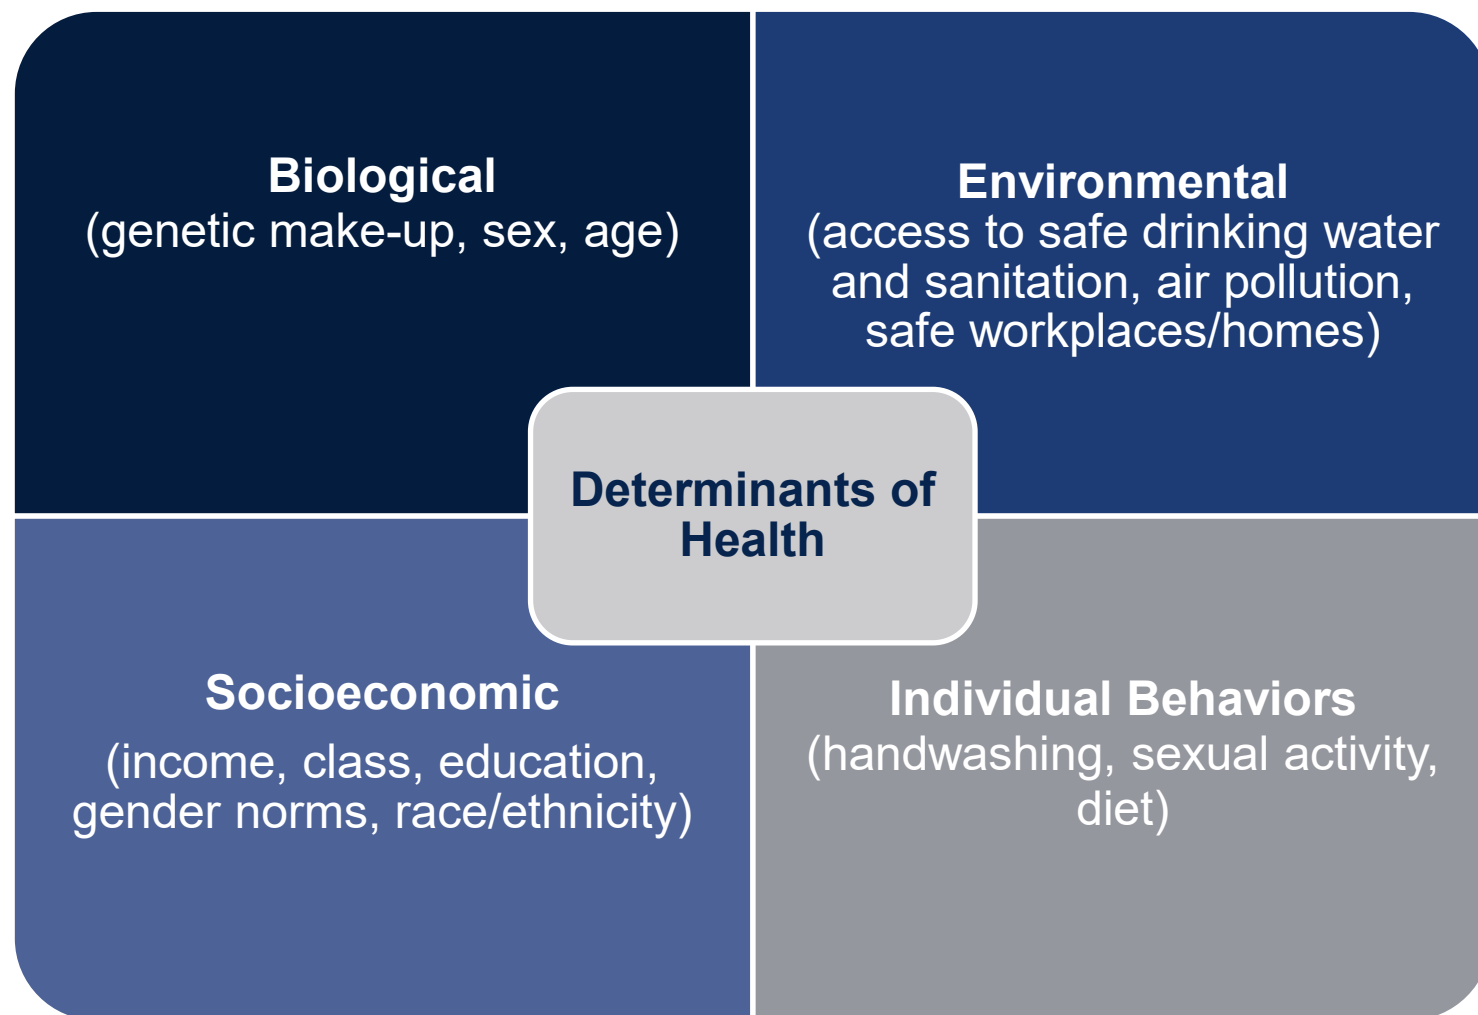 Biological
(genetic make-up, sex, age)
Environmental
(access to safe drinking water
and sanitation, air pollution,
safe workplaces/homes)
Determinants of
Health
Socioeconomic
(income, class, education,
gender norms, race/ethnicity)
Individual Behaviors
(handwashing, sexual activity,
diet)